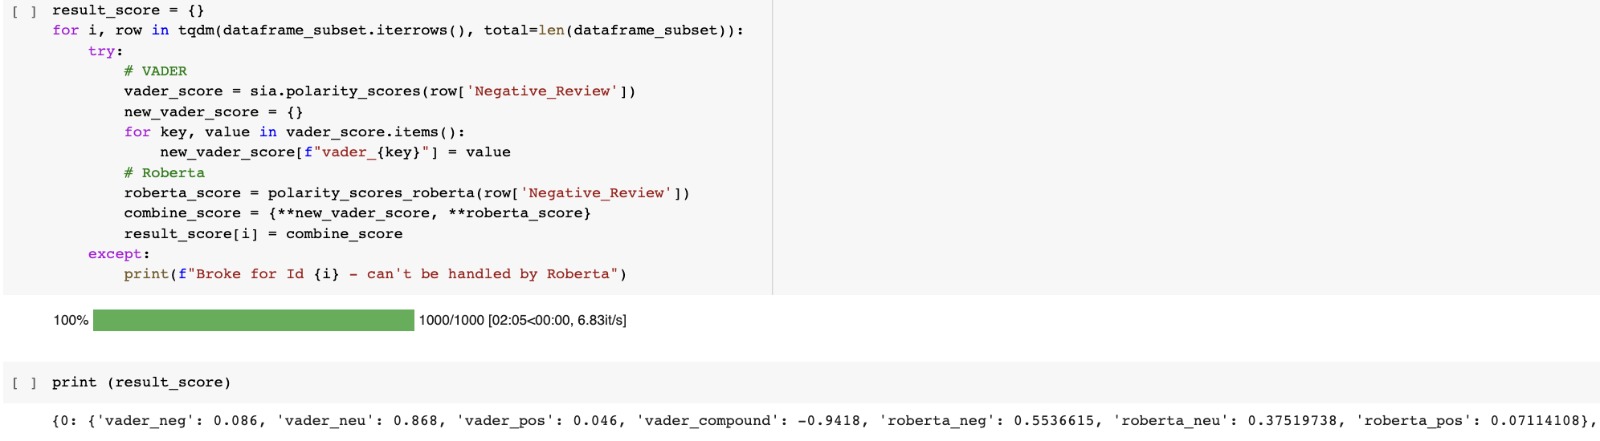 [ ] result_score = {}
for i, row in tqdm(dataframe_subset.iterrows(), total=len(dataframe_subset)):
    try:
        # VADER
        vader_score = sia.polarity_scores(row['Negative_Review'])
        new_vader_score = {}
        for key, value in vader_score.items():
            new_vader_score[f"vader_{key}"] = value
        # Roberta
        roberta_score = polarity_scores_roberta(row['Negative_Review'])
        combine_score = {**new_vader_score, **roberta_score}
        result_score[i] = combine_score
    except:
        print(f"Broke for Id {i} - can't be handled by Roberta")
100% 1000/1000 [02:05<00:00, 6.83it/s]
[ ] print (result_score)
{0: {'vader_neg': 0.086, 'vader_neu': 0.868, 'vader_pos': 0.046, 'vader_compound': -0.9418, 'roberta_neg': 0.5536615, 'roberta_neu': 0.37519738, 'roberta_pos': 0.07114108},